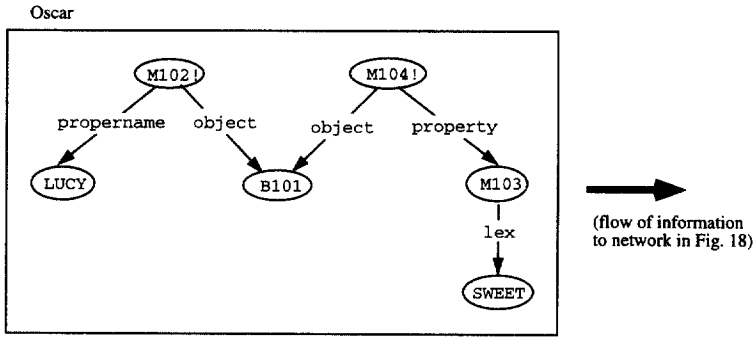 Oscar
M102!
M104!
propername
object
object
property
LUCY
B101
M103
lex
SWEET
(flow of information
to network in Fig. 18)